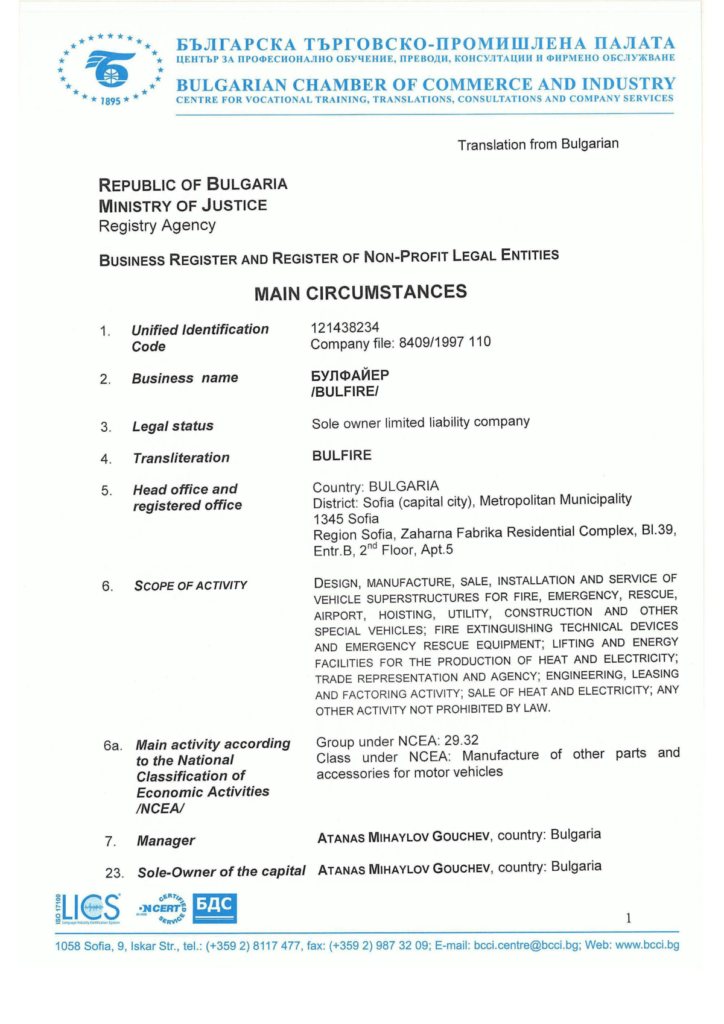 БЪЛГАРСКА ТЪРГОВСКО-ПРОМИШЛЕНА ПАЛАТА
ЦЕНТЪР ЗА ПРОФЕСИОНАЛНО ОБУЧЕНИЕ, ПРЕВОДИ, КОНСУЛТАЦИИ И ФИРМЕНО ОБСЛУЖВАНЕ
BULGARIAN CHAMBER OF COMMERCE AND INDUSTRY
CENTRE FOR VOCATIONAL TRAINING, TRANSLATIONS, CONSULTATIONS AND COMPANY SERVICES
1895
Translation from Bulgarian
REPUBLIC OF BULGARIA
MINISTRY OF JUSTICE
Registry Agency
BUSINESS REGISTER AND REGISTER OF NON-PROFIT LEGAL ENTITIES
MAIN CIRCUMSTANCES
1. Unified Identification 121438234
Code Company file: 8409/1997 110
2. Business name БУЛФАЙЕР
/BULFIRE/
3. Legal status Sole owner limited liability company
4. Transliteration BULFIRE
5. Head office and Country: BULGARIA
registered office District: Sofia (capital city), Metropolitan Municipality
1345 Sofia
Region Sofia, Zaharna Fabrika Residential Complex, Bl.39,
Entr.B, 2nd Floor, Apt.5
6. SCOPE OF ACTIVITY DESIGN, MANUFACTURE, SALE, INSTALLATION AND SERVICE OF
VEHICLE SUPERSTRUCTURES FOR FIRE, EMERGENCY, RESCUE,
AIRPORT, HOISTING, UTILITY, CONSTRUCTION AND OTHER
SPECIAL VEHICLES; FIRE EXTINGUISHING TECHNICAL DEVICES
AND EMERGENCY RESCUE EQUIPMENT; LIFTING AND ENERGY
FACILITIES FOR THE PRODUCTION OF HEAT AND ELECTRICITY;
TRADE REPRESENTATION AND AGENCY; ENGINEERING, LEASING
AND FACTORING ACTIVITY; SALE OF HEAT AND ELECTRICITY; ANY
OTHER ACTIVITY NOT PROHIBITED BY LAW.
6a. Main activity according Group under NCEA: 29.32
to the National Class under NCEA: Manufacture of other parts and
Classification of accessories for motor vehicles
Economic Activities
/NCEA/
7. Manager ATANAS MIHAYLOV GOUCHEV, country: Bulgaria
23. Sole-Owner of the capital ATANAS MIHAYLOV GOUCHEV, country: Bulgaria
ISO 17100 LICS CERTIFIED NCERT SERVICE БДС
1
1058 Sofia, 9, Iskar Str., tel.: (+359 2) 8117 477, fax: (+359 2) 987 32 09; E-mail: bcci.centre@bcci.bg; Web: www.bcci.bg